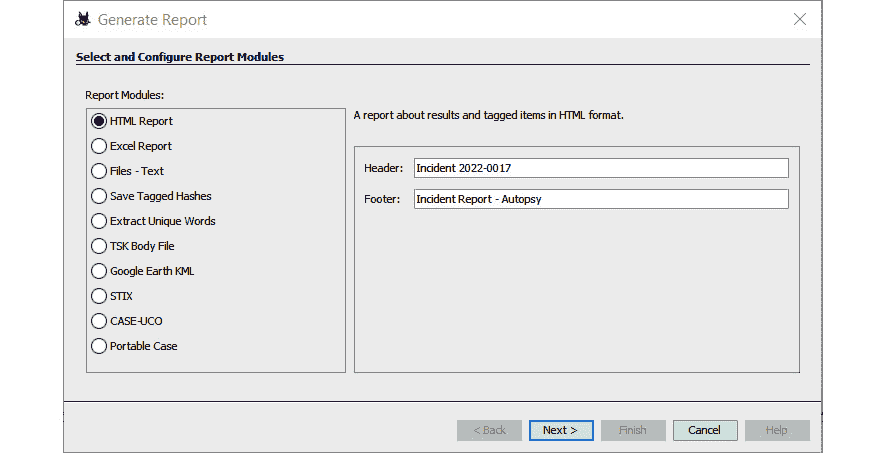 Generate Report
Select and Configure Report Modules
Report Modules:
HTML Report
Excel Report
Files - Text
Save Tagged Hashes
Extract Unique Words
TSK Body File
Google Earth KML
STIX
CASE-UCO
Portable Case
A report about results and tagged items in HTML format.
Header: Incident 2022-0017
Footer: Incident Report - Autopsy
< Back Next > Finish Cancel Help